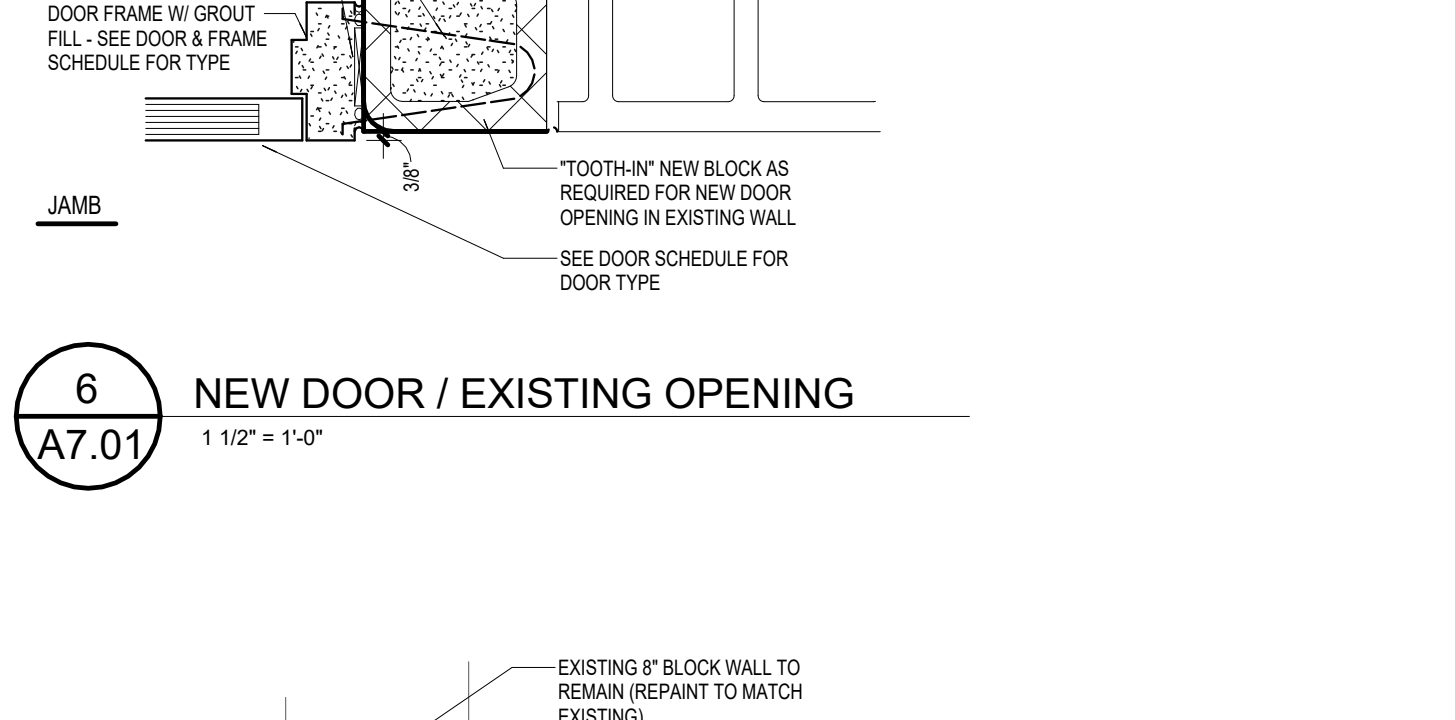 DOOR FRAME W/ GROUT
FILL - SEE DOOR & FRAME
SCHEDULE FOR TYPE
3/8"
"TOOTH-IN" NEW BLOCK AS
REQUIRED FOR NEW DOOR
OPENING IN EXISTING WALL
JAMB
SEE DOOR SCHEDULE FOR
DOOR TYPE
6
A7.01
NEW DOOR / EXISTING OPENING
1 1/2" = 1'-0"
EXISTING 8" BLOCK WALL TO
REMAIN (REPAINT TO MATCH
EXISTING)